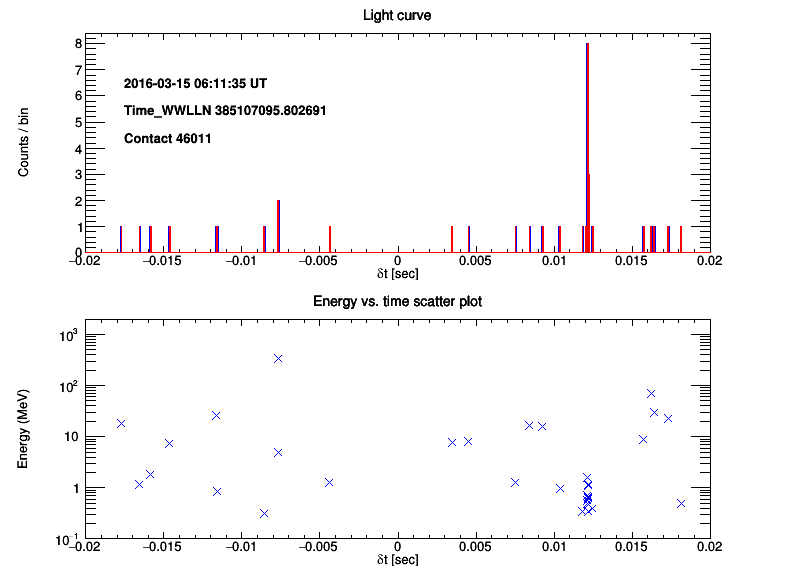 Light curve
Counts / bin
8
7
6
5
4
3
2
1
0
2016-03-15 06:11:35 UT
Time_WWLLN 385107095.802691
Contact 46011
−0.02 −0.015 −0.01 −0.005 0 0.005 0.01 0.015 0.02
δt [sec]
Energy vs. time scatter plot
Energy (MeV)
10³
10²
10
1
10⁻¹
−0.02 −0.015 −0.01 −0.005 0 0.005 0.01 0.015 0.02
δt [sec]